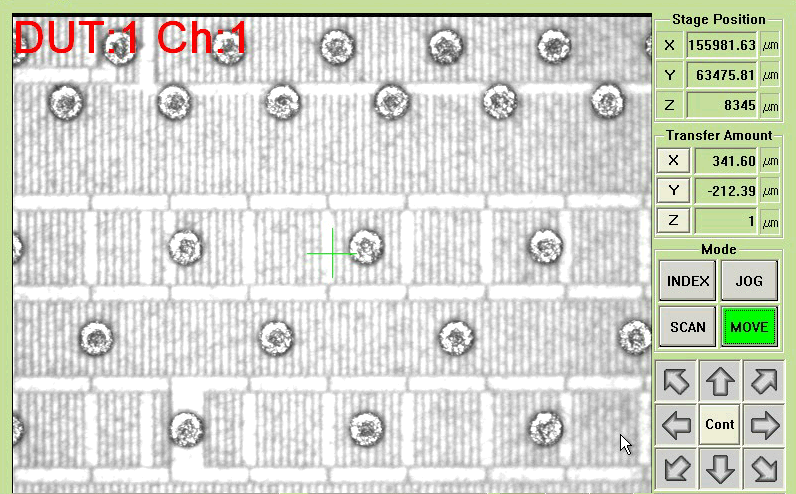 DUT:1 Ch:1
Stage Position
X 155981.63 µm
Y 63475.81 µm
Z 8345 µm
Transfer Amount
X 341.60 µm
Y -212.39 µm
Z 1 µm
Mode
INDEX JOG
SCAN MOVE
Cont